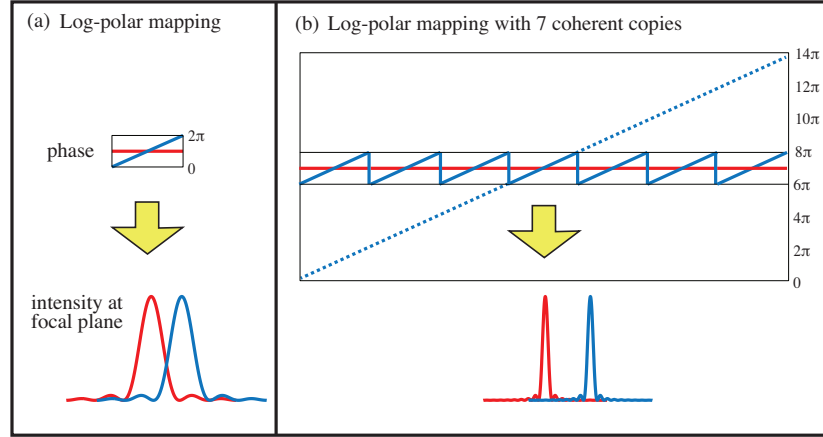 (a) Log-polar mapping
phase
2π
0
intensity at
focal plane
(b) Log-polar mapping with 7 coherent copies
14π
12π
10π
8π
6π
4π
2π
0